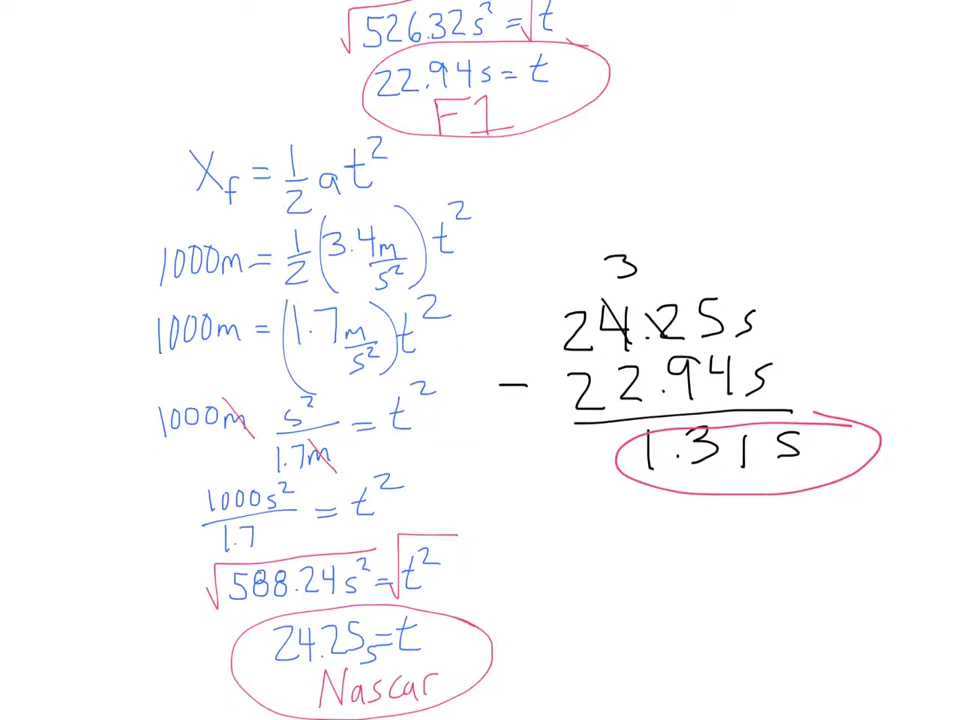 √526.32s² = √t
22.94s = t
F1
X_f = 1/2 at²
1000m = 1/2 (3.4 m/s²) t²
1000m = (1.7 m/s²) t²
1000m s²/1.7m = t²
1000s²/1.7 = t²
√588.24s² = √t²
24.25s = t
Nascar
3
24.25s
- 22.94s
1.31s